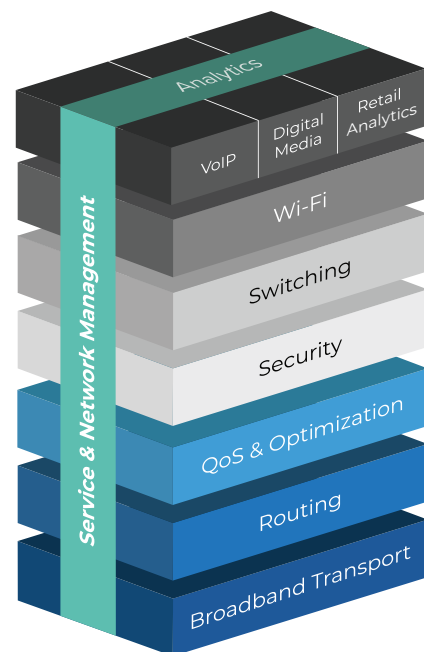 Analytics
VoIP
Digital
Media
Retail
Analytics
Wi-Fi
Switching
Security
QoS & Optimization
Routing
Broadband Transport
Service & Network Management